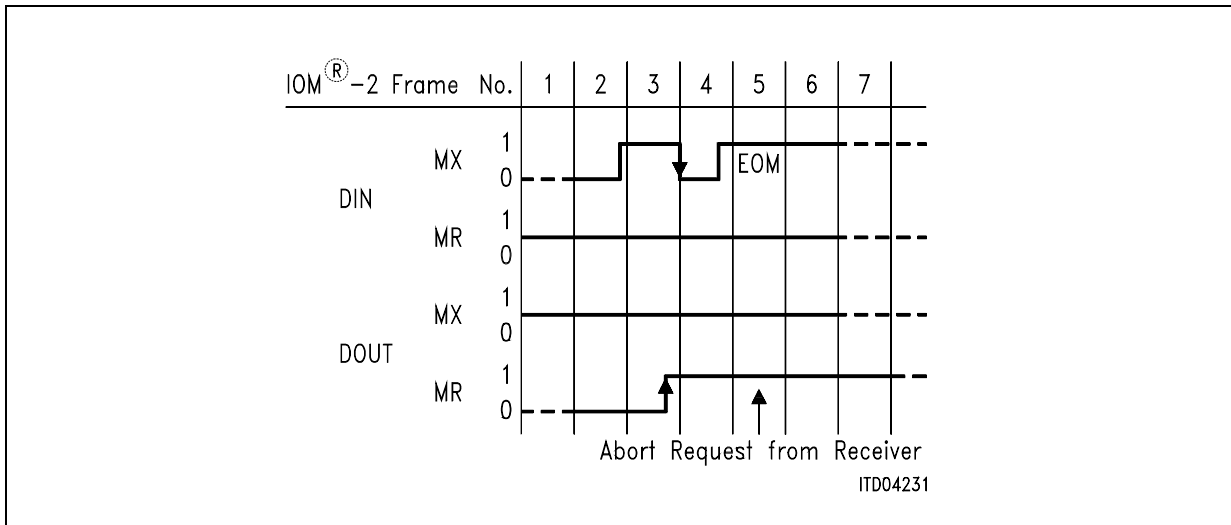 IOM®-2 Frame No. 1 2 3 4 5 6 7
1
MX
0
EOM
DIN
1
MR
0
1
MX
0
DOUT
1
MR
0
Abort Request from Receiver
ITD04231